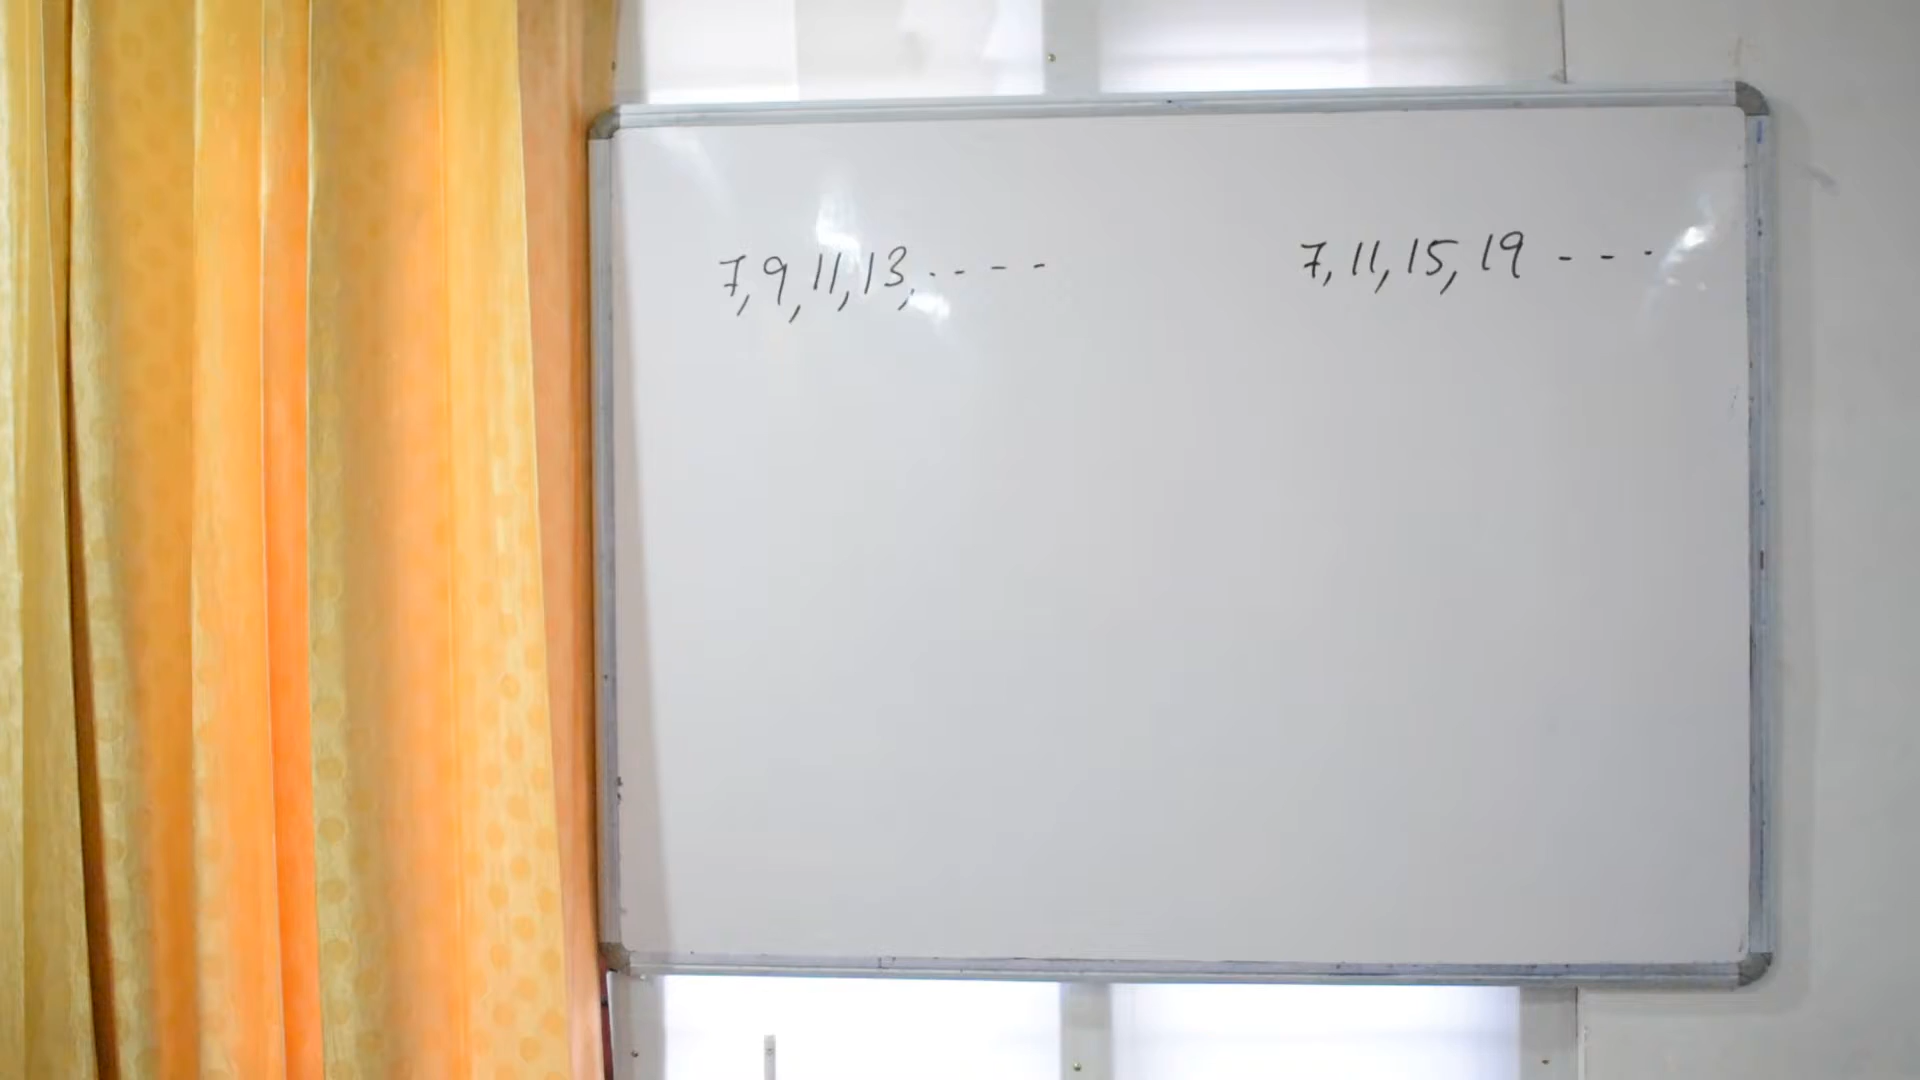 7, 9, 11, 13, - - - -
7, 11, 15, 19 - - -